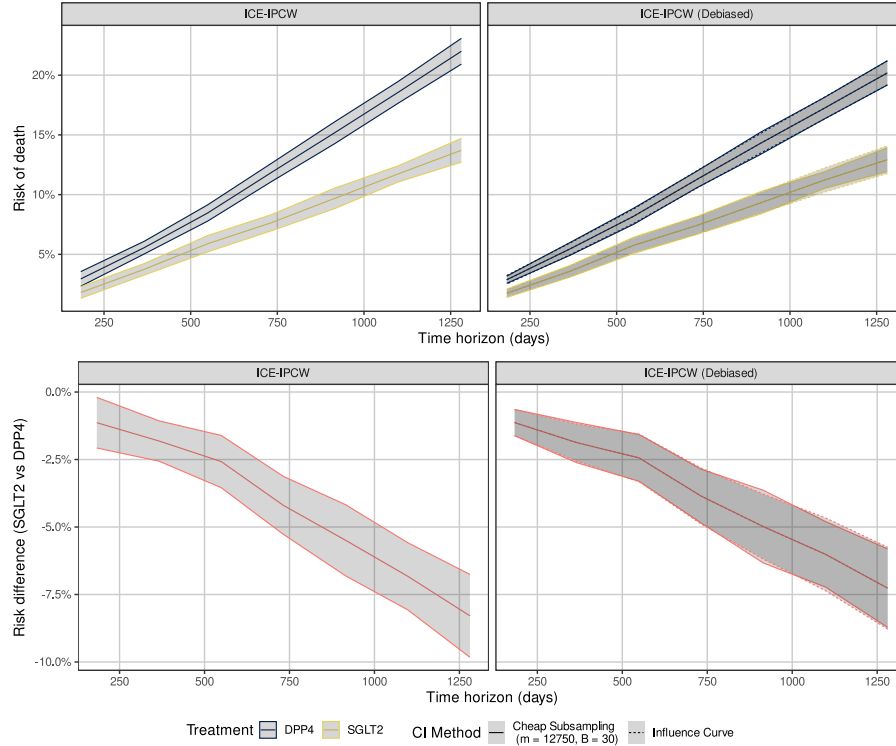 ICE-IPCW
ICE-IPCW (Debiased)
Risk of death
20%
15%
10%
5%
250
500
750
1000
1250
250
500
750
1000
1250
Time horizon (days)
ICE-IPCW
ICE-IPCW (Debiased)
Risk difference (SGLT2 vs DPP4)
0.0%
-2.5%
-5.0%
-7.5%
-10.0%
250
500
750
1000
1250
250
500
750
1000
1250
Time horizon (days)
Treatment DPP4 SGLT2 CI Method Cheap Subsampling Influence Curve
(m = 12750, B = 30)